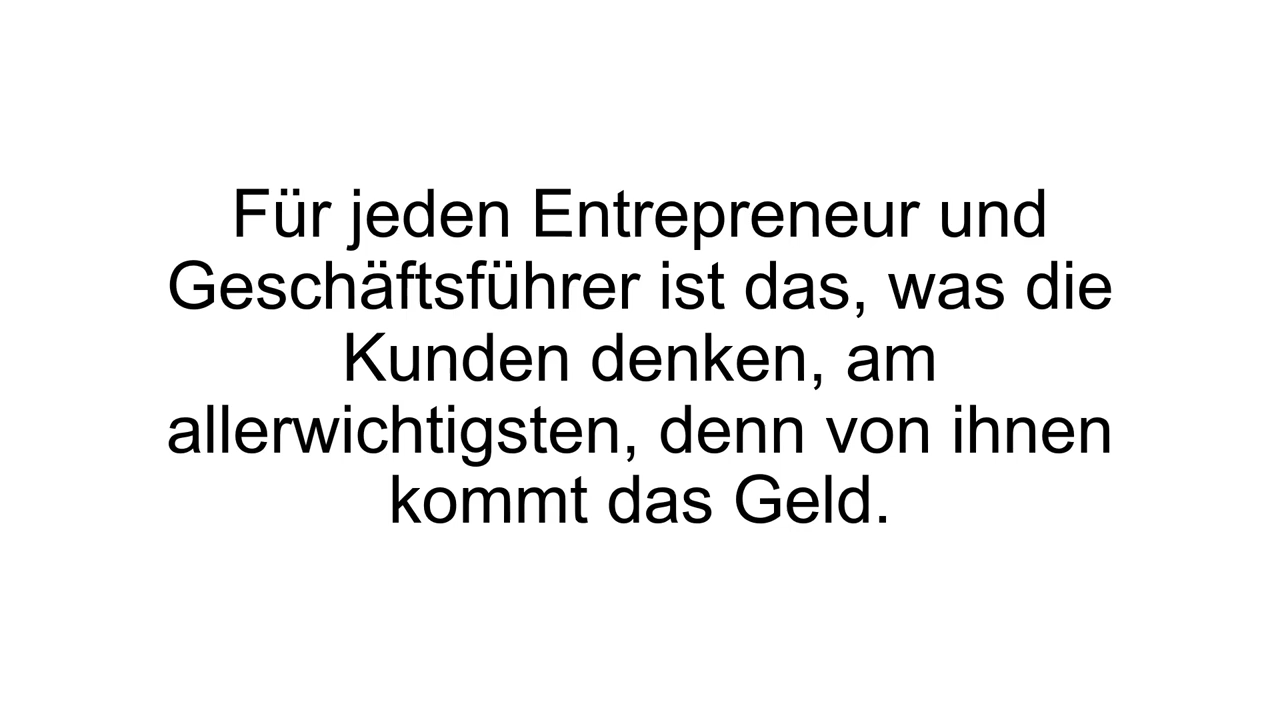 Für jeden Entrepreneur und
Geschäftsführer ist das, was die
Kunden denken, am
allerwichtigsten, denn von ihnen
kommt das Geld.